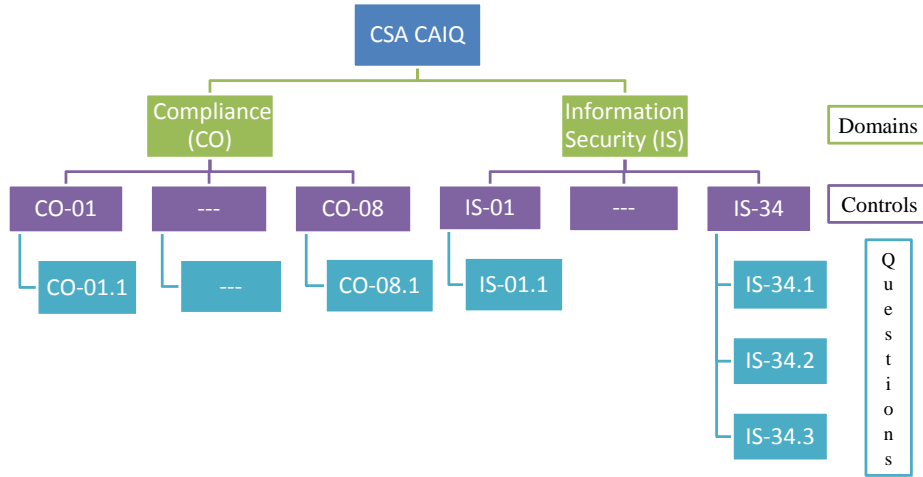 CSA CAIQ
Compliance
(CO)
Information
Security (IS)
Domains
CO-01
---
CO-08
IS-01
---
IS-34
Controls
CO-01.1
---
CO-08.1
IS-01.1
IS-34.1
IS-34.2
IS-34.3
Q
u
e
s
t
i
o
n
s